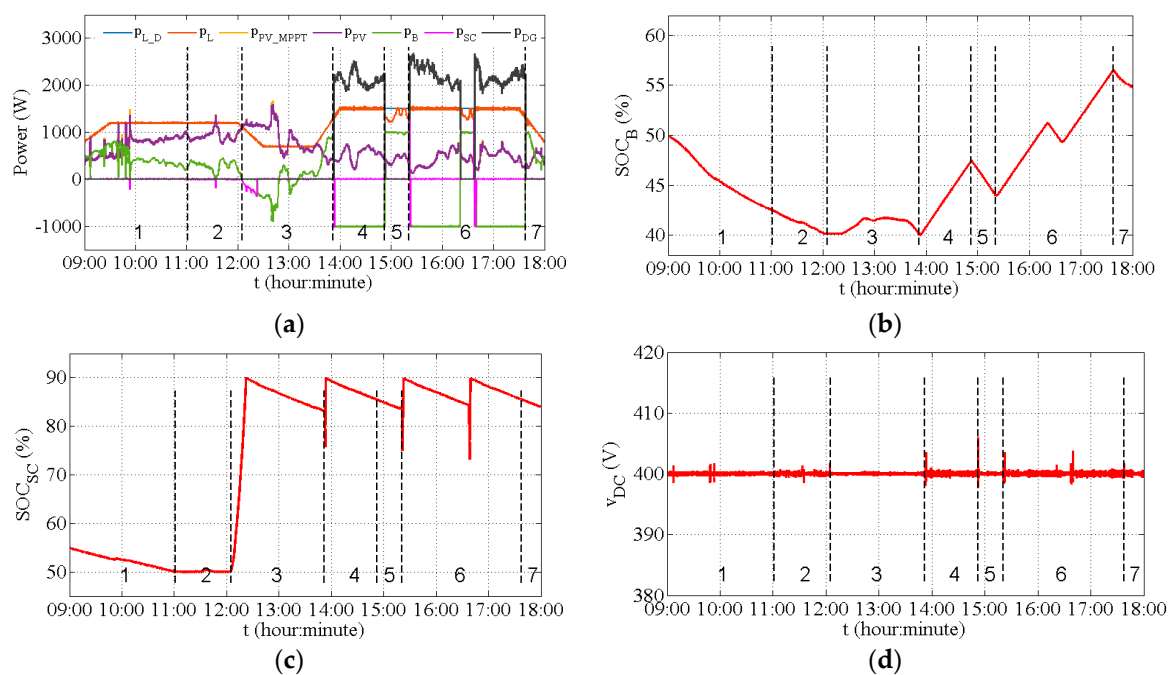 p_L_D p_L p_PV_MPPT p_PV p_B p_SC p_DG
3000
2000
1000
0
-1000
Power (W)
1 2 3 4 5 6 7
09:00 10:00 11:00 12:00 13:00 14:00 15:00 16:00 17:00 18:00
t (hour:minute)
(a)
60
55
50
45
40
SOC_B (%)
1 2 3 4 5 6 7
09:00 10:00 11:00 12:00 13:00 14:00 15:00 16:00 17:00 18:00
t (hour:minute)
(b)
90
80
70
60
50
SOC_SC (%)
1 2 3 4 5 6 7
09:00 10:00 11:00 12:00 13:00 14:00 15:00 16:00 17:00 18:00
t (hour:minute)
(c)
420
410
400
390
380
v_DC (V)
1 2 3 4 5 6 7
09:00 10:00 11:00 12:00 13:00 14:00 15:00 16:00 17:00 18:00
t (hour:minute)
(d)